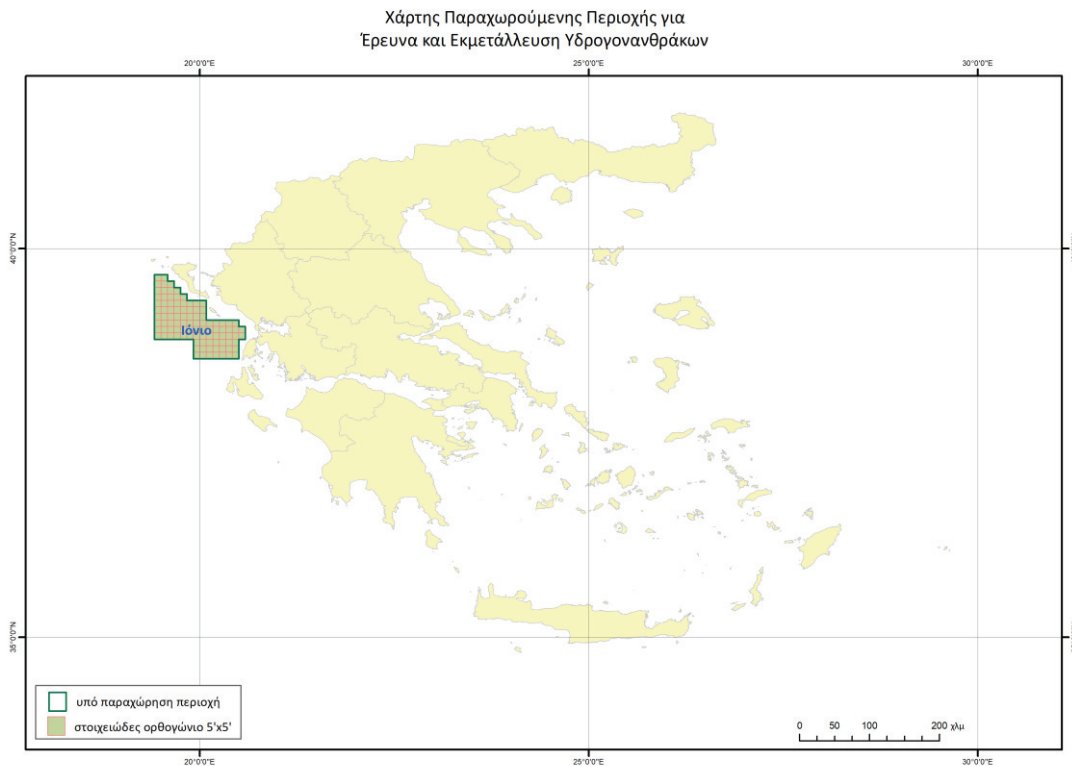 Χάρτης Παραχωρούμενης Περιοχής για
Έρευνα και Εκμετάλλευση Υδρογονανθράκων
20°0'0"E
25°0'0"E
30°0'0"E
40°0'0"N
Ιόνιο
35°0'0"N
υπό παραχώρηση περιοχή
στοιχειώδες ορθογώνιο 5'x5'
0 50 100 200 χλμ
20°0'0"E
25°0'0"E
30°0'0"E